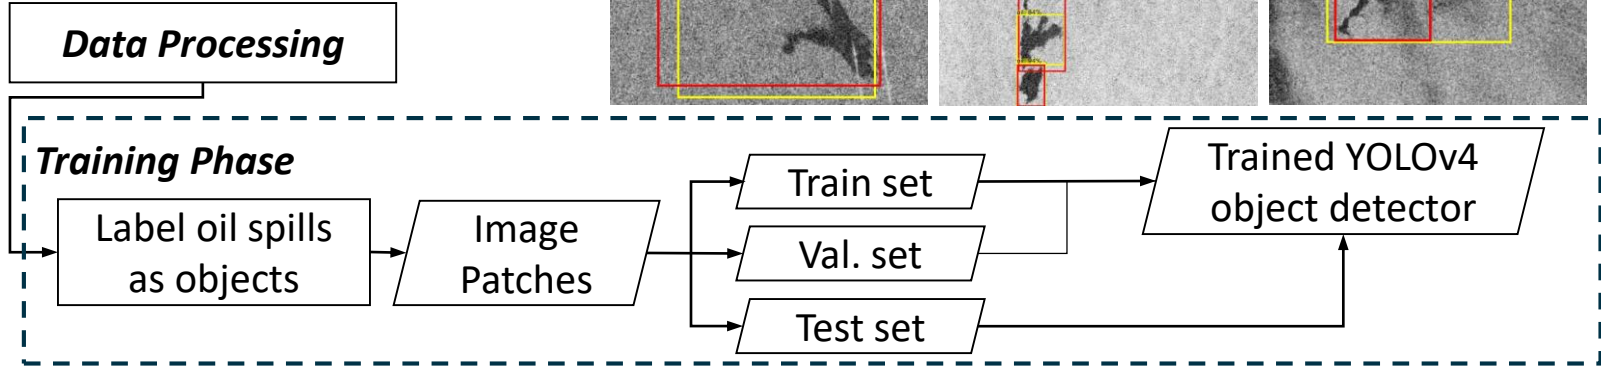 Data Processing
Training Phase
Label oil spills
as objects
Image
Patches
Train set
Val. set
Test set
Trained YOLOv4
object detector